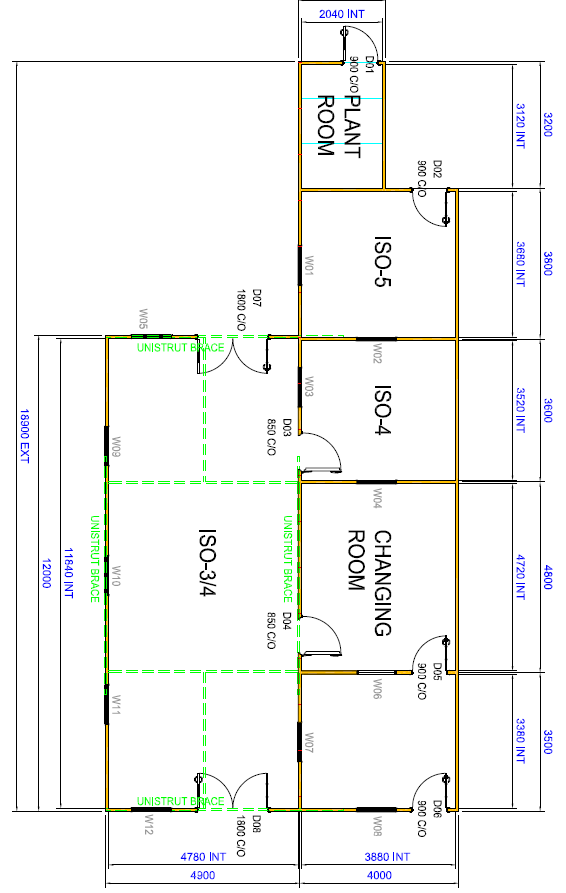 2040 INT
D01
900 C/O
PLANT
ROOM
3120 INT
3200
D02
900 C/O
ISO-5
W01
3680 INT
3800
D07
1800 C/O
W05
UNISTRUT BRACE
W02
W03
ISO-4
D03
850 C/O
3520 INT
3600
18900 EXT
W09
W04
UNISTRUT BRACE
W10
UNISTRUT BRACE
ISO-3/4
CHANGING
ROOM
4720 INT
4800
11840 INT
12000
D04
850 C/O
D05
900 C/O
W06
W11
W07
3380 INT
3500
UNISTRUT BRACE
W12
D08
1800 C/O
W08
D06
900 C/O
4780 INT
3880 INT
4900
4000